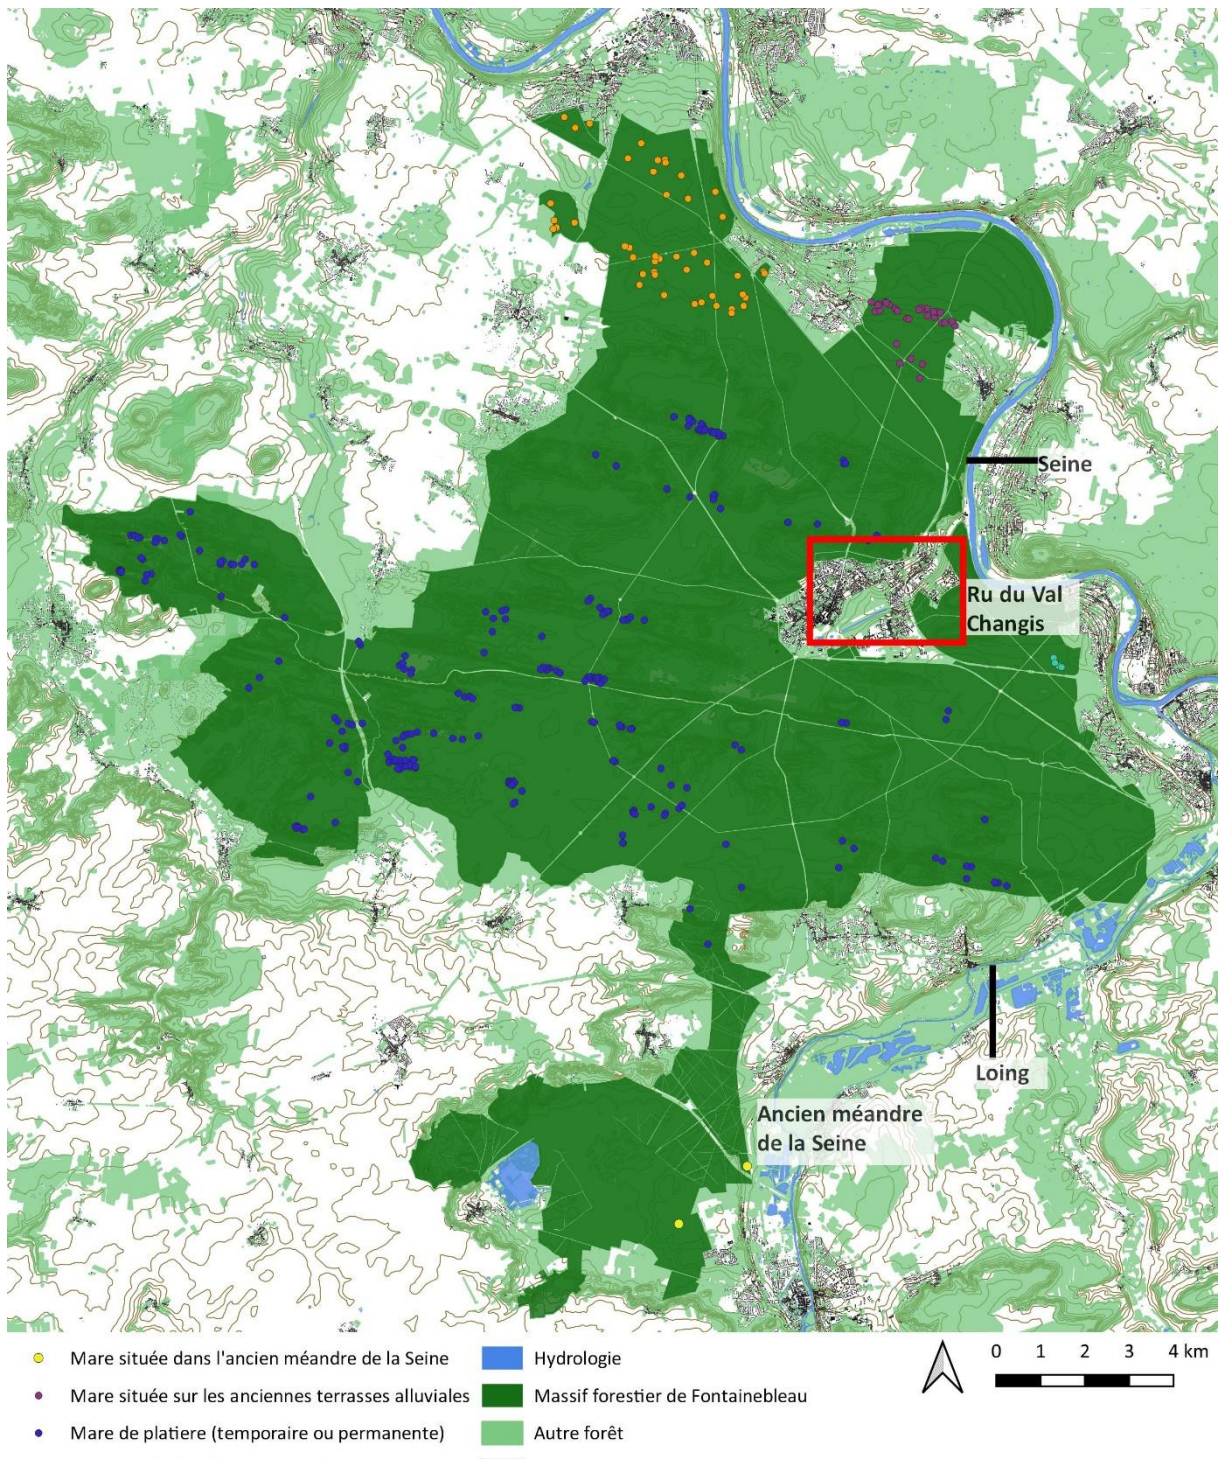 Seine
Ru du Val
Changis
Loing
Ancien méandre
de la Seine
Mare située dans l'ancien méandre de la Seine
Mare située sur les anciennes terrasses alluviales
Mare de platiere (temporaire ou permanente)
Hydrologie
Massif forestier de Fontainebleau
Autre forêt
0 1 2 3 4 km